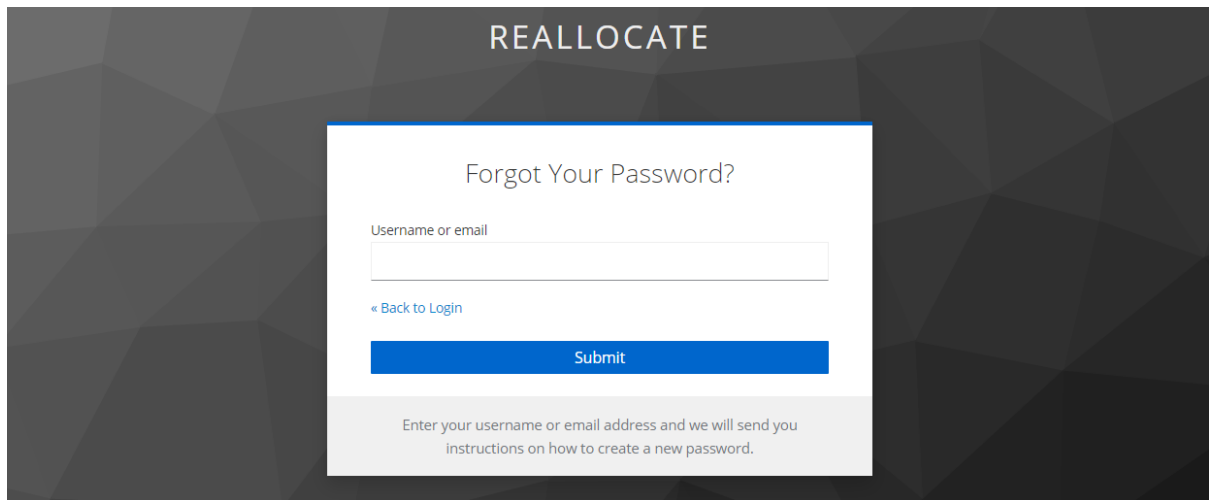 REALLOCATE
Forgot Your Password?
Username or email
« Back to Login
Submit
Enter your username or email address and we will send you
instructions on how to create a new password.